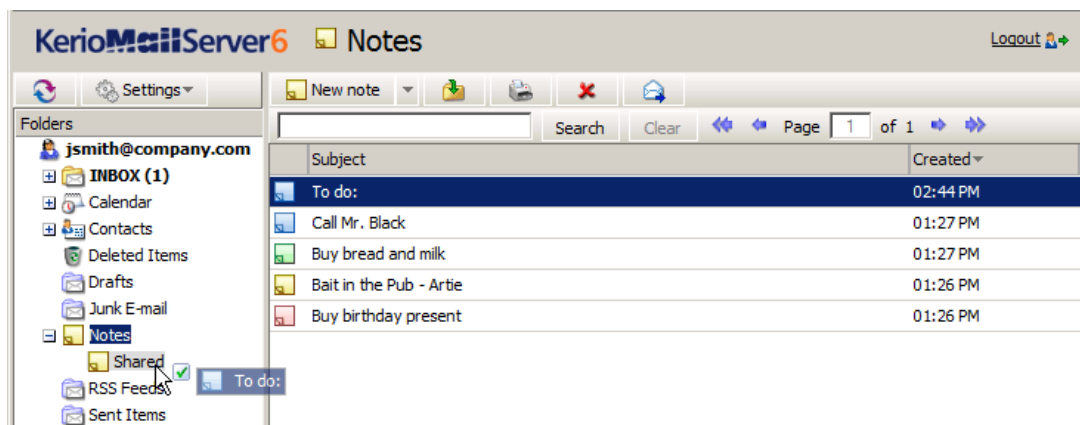 KerioMailServer6 Notes Logout
Settings New note
Folders
Search Clear Page 1 of 1
jsmith@company.com
Subject Created
INBOX (1)
To do: 02:44 PM
Calendar
Call Mr. Black 01:27 PM
Contacts
Buy bread and milk 01:27 PM
Deleted Items
Bait in the Pub - Artie 01:26 PM
Drafts
Junk E-mail
Buy birthday present 01:26 PM
Notes
Shared
To do:
RSS Feeds
Sent Items